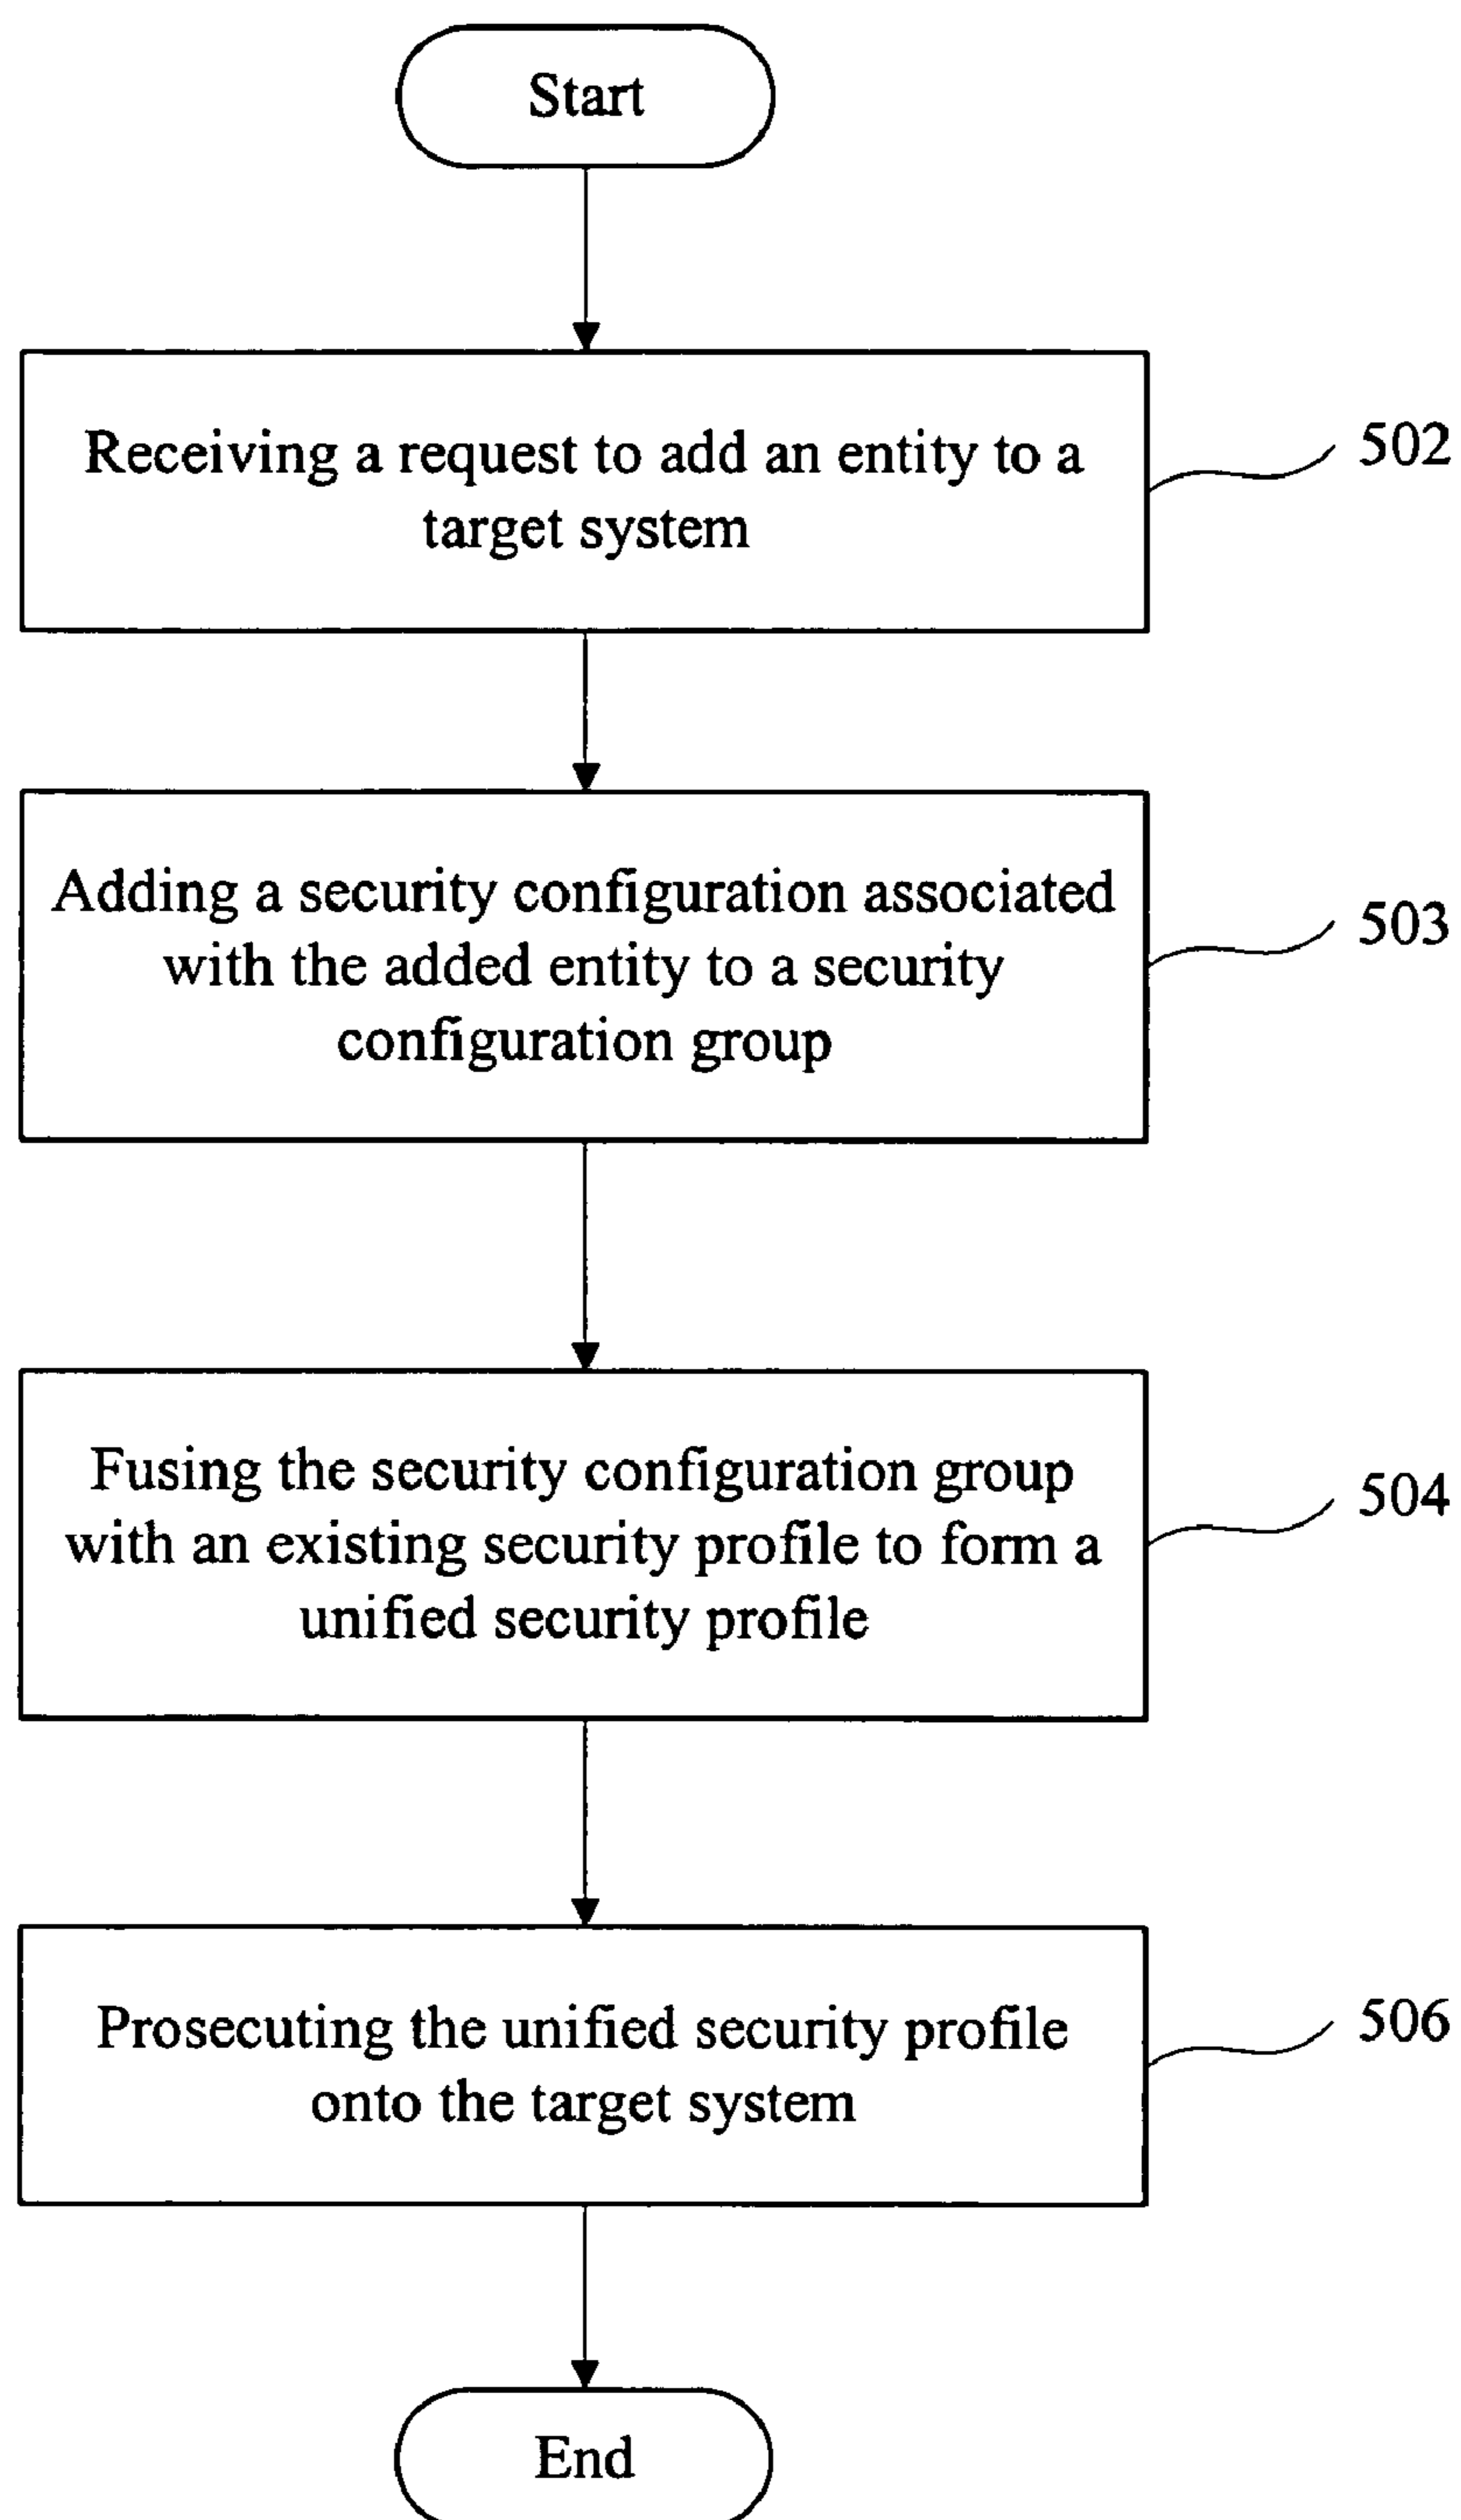 Start
Receiving a request to add an entity to a
target system
502
Adding a security configuration associated
with the added entity to a security
configuration group
503
Fusing the security configuration group
with an existing security profile to form a
unified security profile
504
Prosecuting the unified security profile
onto the target system
506
End